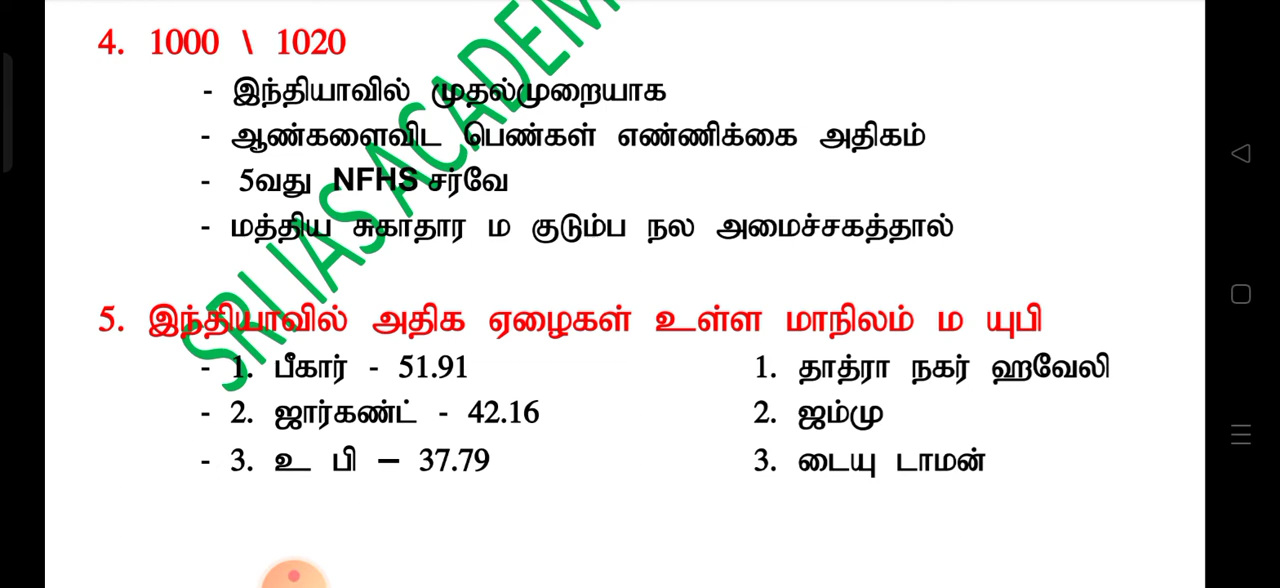 4. 1000 \ 1020
- இந்தியாவில் முதல்முறையாக
- ஆண்களைவிட பெண்கள் எண்ணிக்கை அதிகம்
- 5வது NFHS சர்வே
- மத்திய சுகாதார ம குடும்ப நல அமைச்சகத்தால்
5. இந்தியாவில் அதிக ஏழைகள் உள்ள மாநிலம் ம யுபி
- 1. பீகார் - 51.91 1. தாத்ரா நகர் ஹவேலி
- 2. ஜார்கண்ட் - 42.16 2. ஜம்மு
- 3. உ பி – 37.79 3. டையு டாமன்
SRI IAS ACADEM